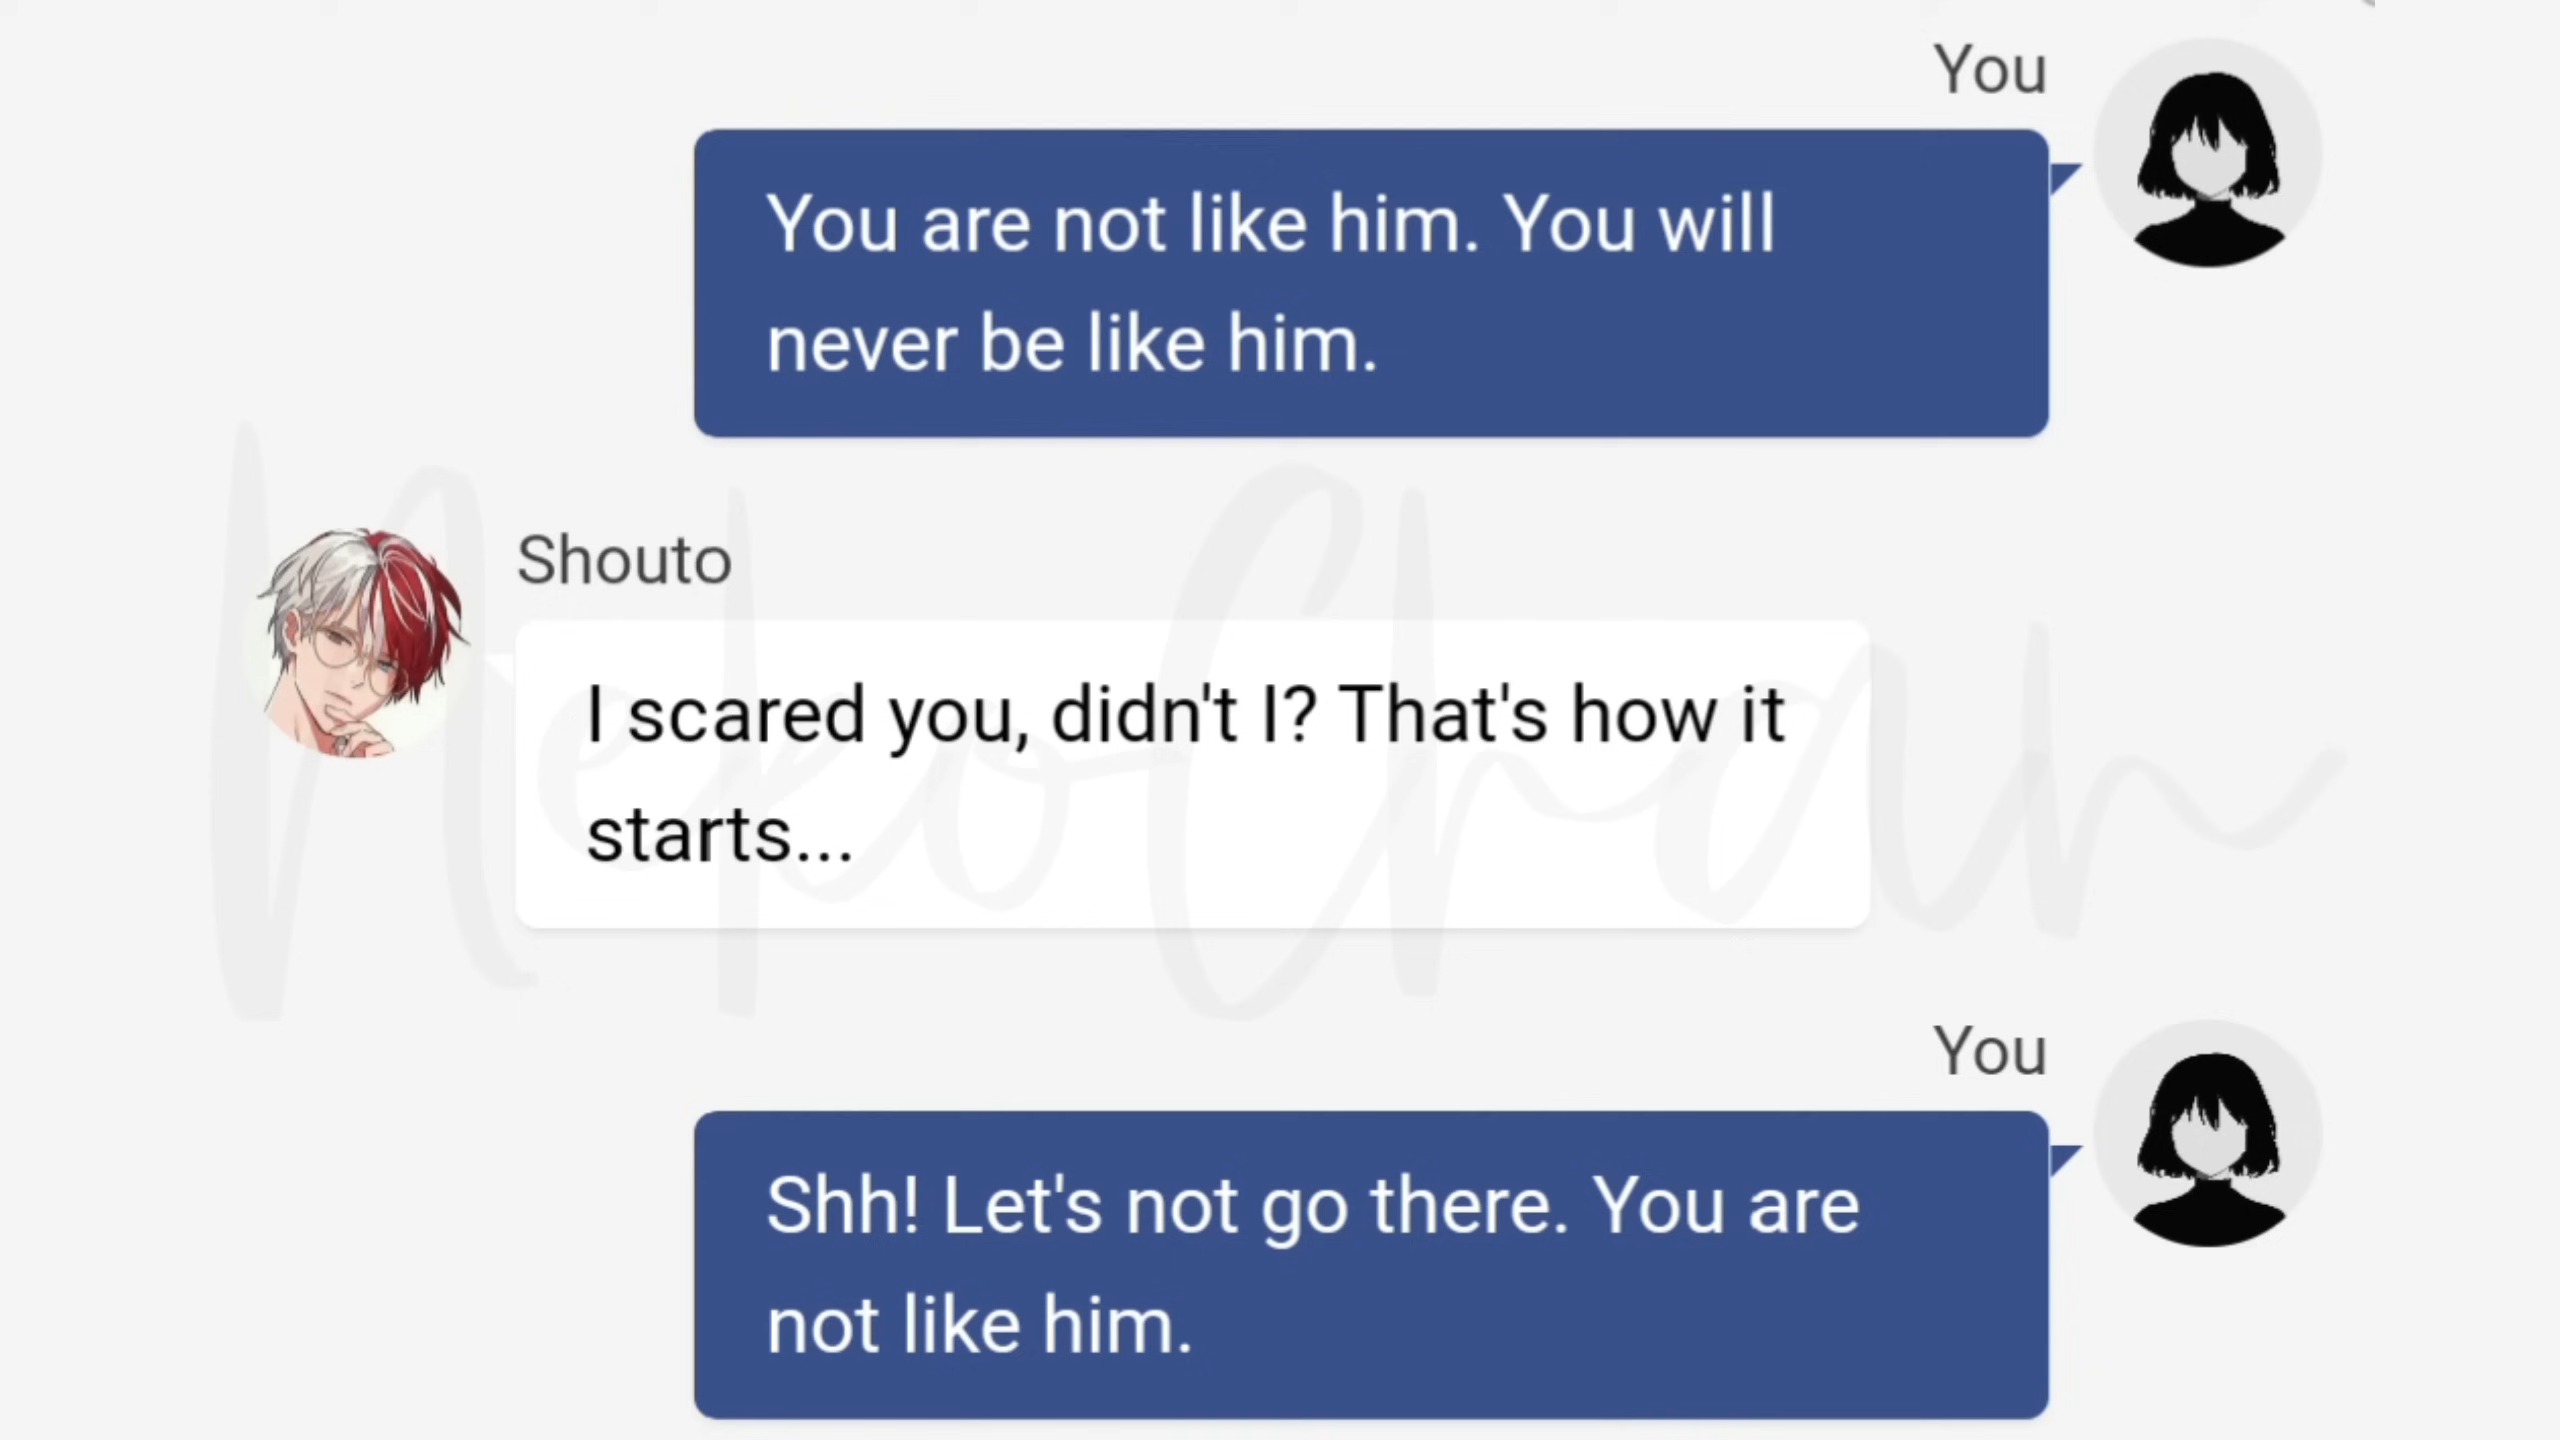 You
You are not like him. You will
never be like him.
Shouto
I scared you, didn't I? That's how it
starts...
NekoChan
You
Shh! Let's not go there. You are
not like him.